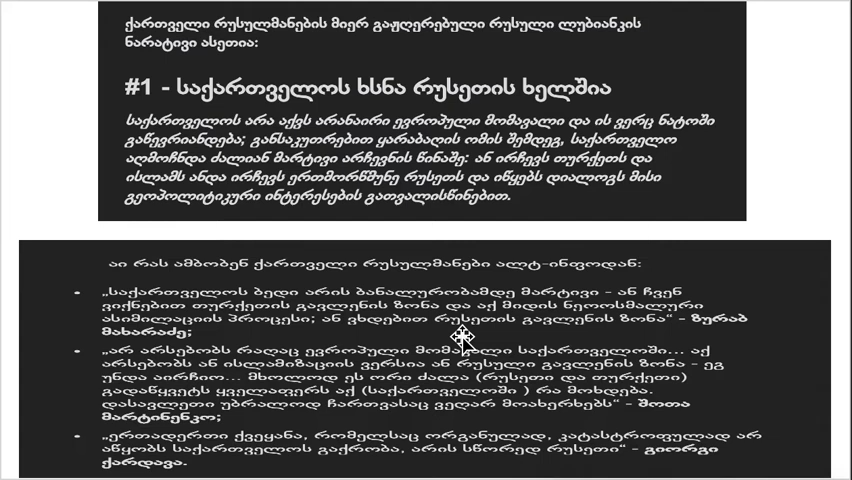 ქართველი რუსულმანების მიერ გაჟღერებული რუსული ლუბიანკის
ნარატივი ასეთია:
#1 - საქართველოს ხსნა რუსეთის ხელშია
საქართველოს არა აქვს არანაირი ევროპული მომავალი და ის ვერც ნატოში
გაწევრიანდება; განსაკუთრებით ყარაბაღის ომის შემდეგ, საქართველო
აღმოჩნდა ძალიან მარტივი არჩევნის წინაშე: ან ირჩევს თურქეთს და
ისლამს ანდა ირჩევს ერთმორწმუნე რუსეთს და იწყებს დიალოგს მისი
გეოპოლიტიკური ინტერესების გათვალისწინებით.
აი რას ამბობენ ქართველი რუსულმანები ალტ-ინფოდან:
• „საქართველოს ბედი არის ბანალურობამდე მარტივი - ან ჩვენ
ვიქნებით თურქეთის გავლენის ზონა და აქ მიდის ნეოოსმალური
ასიმილაციის პროცესი; ან ვხდებით რუსეთის გავლენის ზონა“ - ზურაბ
მახარაძე;
• „არ არსებობს რაღაც ევროპული მომავალი საქართველოში... აქ
არსებობს ან ისლამიზაციის ვერსია ან რუსული გავლენის ზონა - ეგ
უნდა აირჩიო... მხოლოდ ეს ორი ძალა (რუსეთი და თურქეთი)
გადაწყვეტს ყველაფერს აქ (საქართველოში ) რა მოხდება.
დასავლეთი უბრალოდ ჩართვასაც ვეღარ მოახერხებს“ - შოთა
მარტინენკო;
• „ერთადერთი ქვეყანა, რომელსაც ორგანულად, კატასტროფულად არ
აწყობს საქართველოს გაქრობა, არის სწორედ რუსეთი“ - გიორგი
ქარდავა.